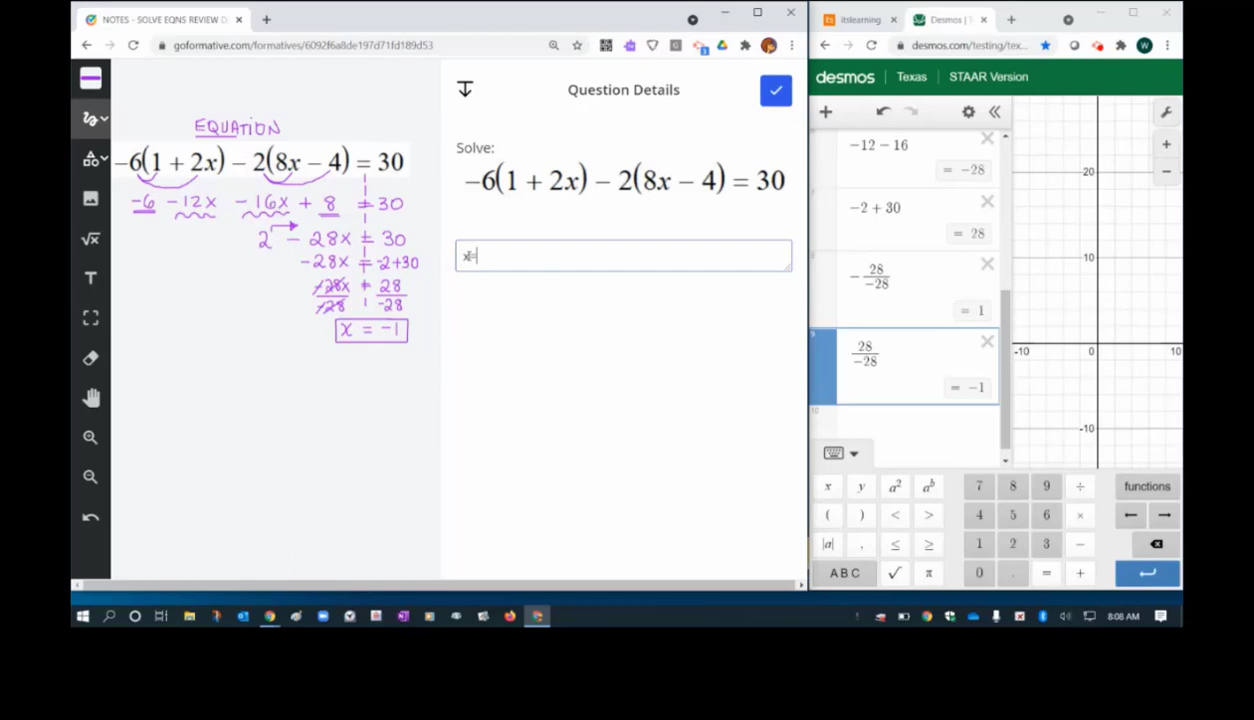 NOTES - SOLVE EQNS REVIEW D
goformative.com/formatives/6092f6a8de197d71fd189d53
EQUATION
−6(1 + 2x) − 2(8x − 4) = 30
-6 -12x -16x + 8 = 30
2 - 28x = 30
-28x = -2+30
-28x = 28
-28 -28
x = -1
Question Details
Solve:
−6(1 + 2x) − 2(8x − 4) = 30
x=
itslearning
Desmos | T
desmos.com/testing/tex...
W
desmos Texas STAAR Version
−12 − 16
= −28
−2 + 30
= 28
8
− 28/−28
= 1
9
28/−28
= −1
10
20
10
-10 0 10
-10
x y a² aᵇ 7 8 9 ÷ functions
( ) < > 4 5 6 × ← →
|a| , ≤ ≥ 1 2 3 −
A B C √ π 0 . = +
8:08 AM